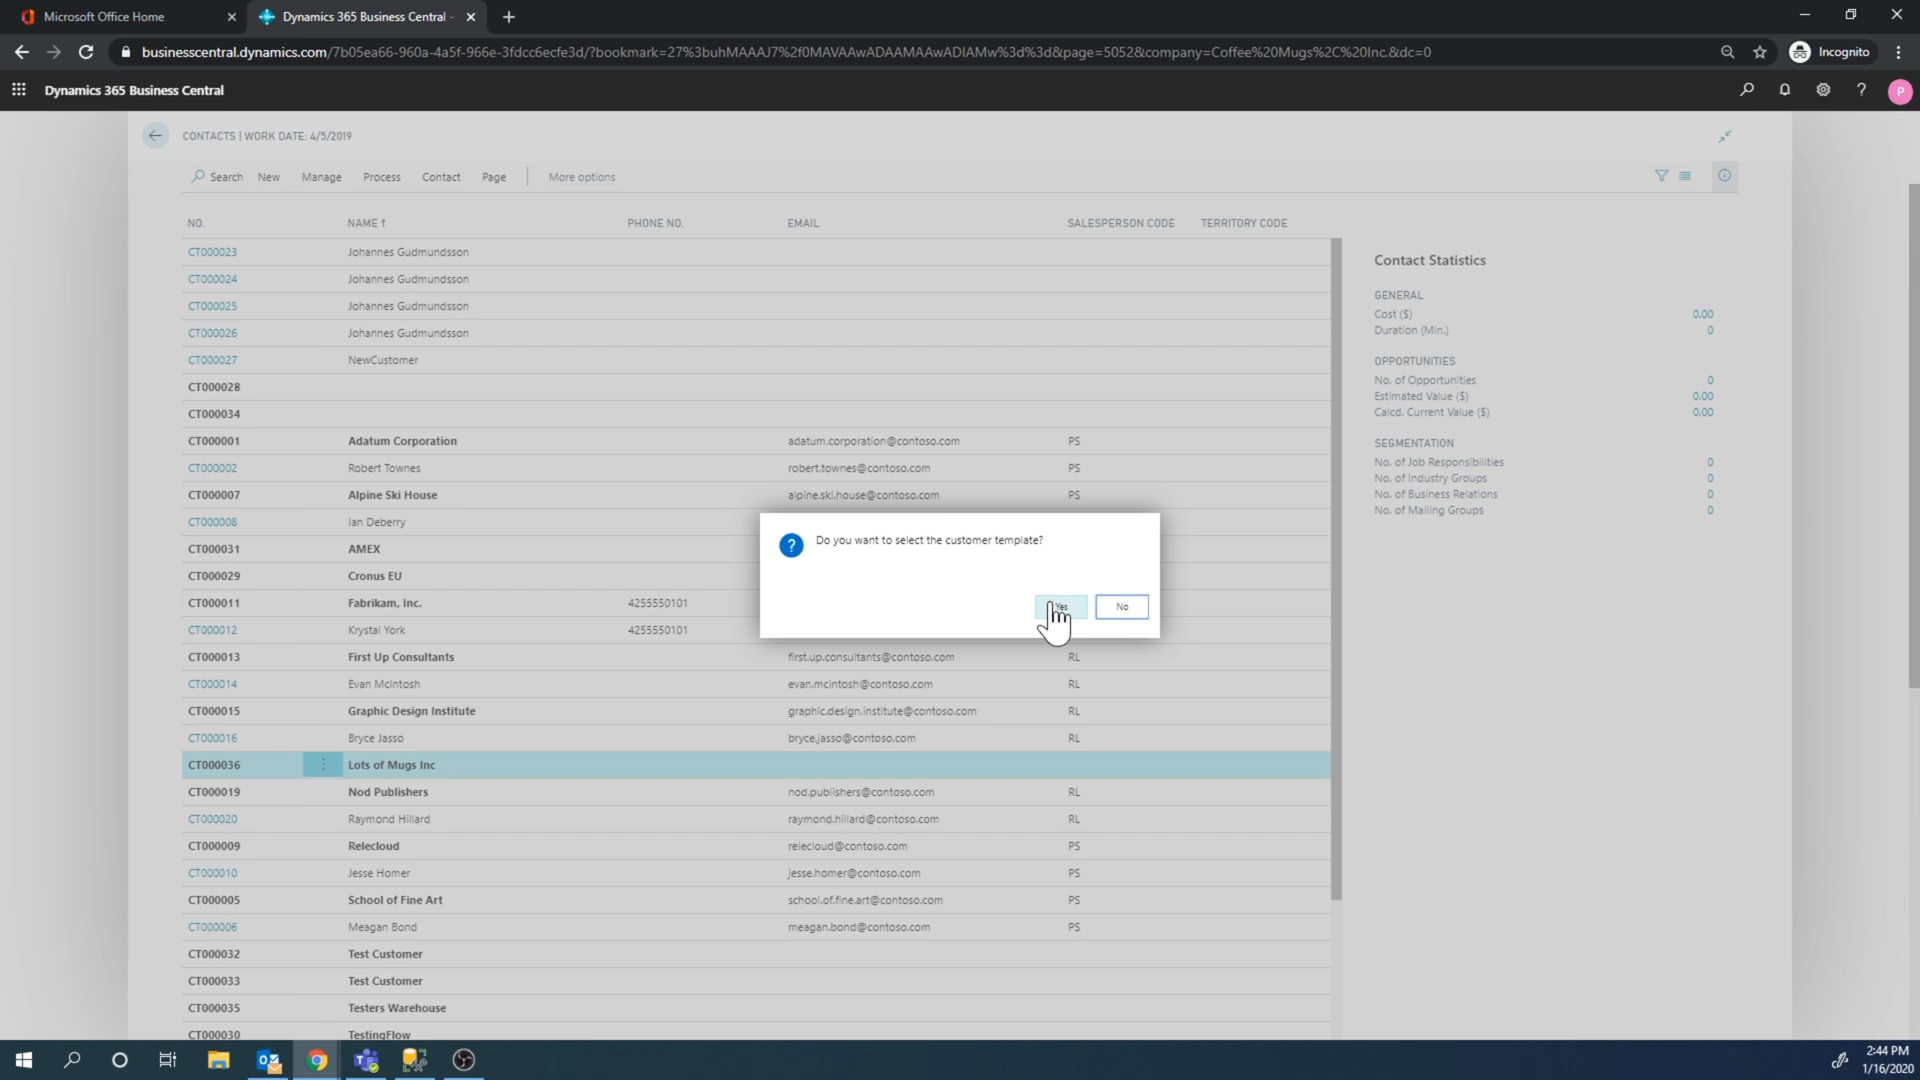 Microsoft Office Home
Dynamics 365 Business Central -
businesscentral.dynamics.com/7b05ea66-960a-4a5f-966e-3fdcc6ecfe3d/?bookmark=27%3buhMAAAJ7%2f0MAVAAwADAAMAAwADIAMw%3d%3d&page=5052&company=Coffee%20Mugs%2C%20Inc.&dc=0
Incognito
Dynamics 365 Business Central
P
CONTACTS | WORK DATE: 4/5/2019
Search New Manage Process Contact Page More options
NO. NAME ↑ PHONE NO. EMAIL SALESPERSON CODE TERRITORY CODE
CT000023 Johannes Gudmundsson
CT000024 Johannes Gudmundsson
CT000025 Johannes Gudmundsson
CT000026 Johannes Gudmundsson
CT000027 NewCustomer
CT000028
CT000034
CT000001 Adatum Corporation adatum.corporation@contoso.com PS
CT000002 Robert Townes robert.townes@contoso.com PS
CT000007 Alpine Ski House alpine.ski.house@contoso.com PS
CT000008 Ian Deberry
CT000031 AMEX
CT000029 Cronus EU
CT000011 Fabrikam, Inc. 4255550101
CT000012 Krystal York 4255550101
CT000013 First Up Consultants first.up.consultants@contoso.com RL
CT000014 Evan McIntosh evan.mcintosh@contoso.com RL
CT000015 Graphic Design Institute graphic.design.institute@contoso.com RL
CT000016 Bryce Jasso bryce.jasso@contoso.com RL
CT000036 Lots of Mugs Inc
CT000019 Nod Publishers nod.publishers@contoso.com RL
CT000020 Raymond Hillard raymond.hillard@contoso.com RL
CT000009 Relecloud relecloud@contoso.com PS
CT000010 Jesse Homer jesse.homer@contoso.com PS
CT000005 School of Fine Art school.of.fine.art@contoso.com PS
CT000006 Meagan Bond meagan.bond@contoso.com PS
CT000032 Test Customer
CT000033 Test Customer
CT000035 Testers Warehouse
CT000030 TestingFlow
Do you want to select the customer template?
Yes No
Contact Statistics
GENERAL
Cost ($) 0.00
Duration (Min.) 0
OPPORTUNITIES
No. of Opportunities 0
Estimated Value ($) 0.00
Calcd. Current Value ($) 0.00
SEGMENTATION
No. of Job Responsibilities 0
No. of Industry Groups 0
No. of Business Relations 0
No. of Mailing Groups 0
2:44 PM
1/16/2020